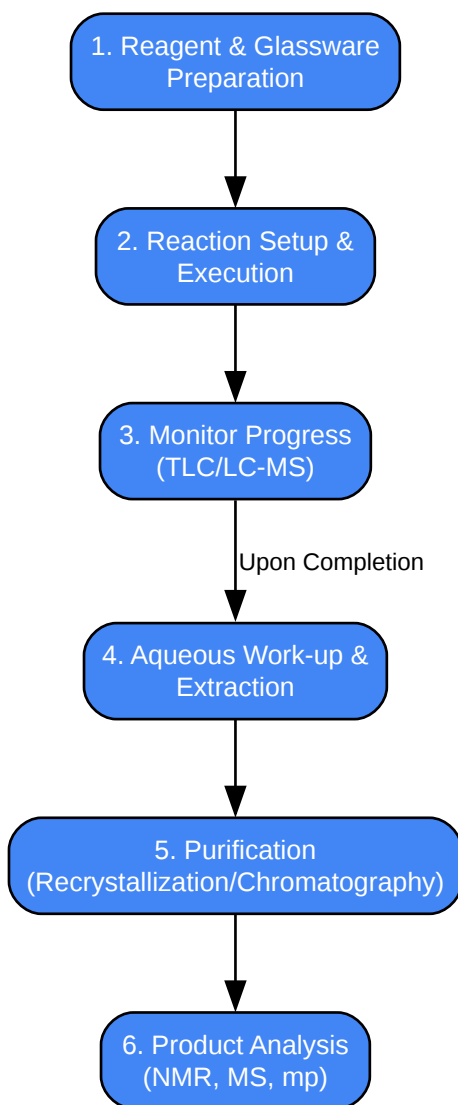 1. Reagent & Glassware
Preparation
2. Reaction Setup &
Execution
3. Monitor Progress
(TLC/LC-MS)
Upon Completion
4. Aqueous Work-up &
Extraction
5. Purification
(Recrystallization/Chromatography)
6. Product Analysis
(NMR, MS, mp)